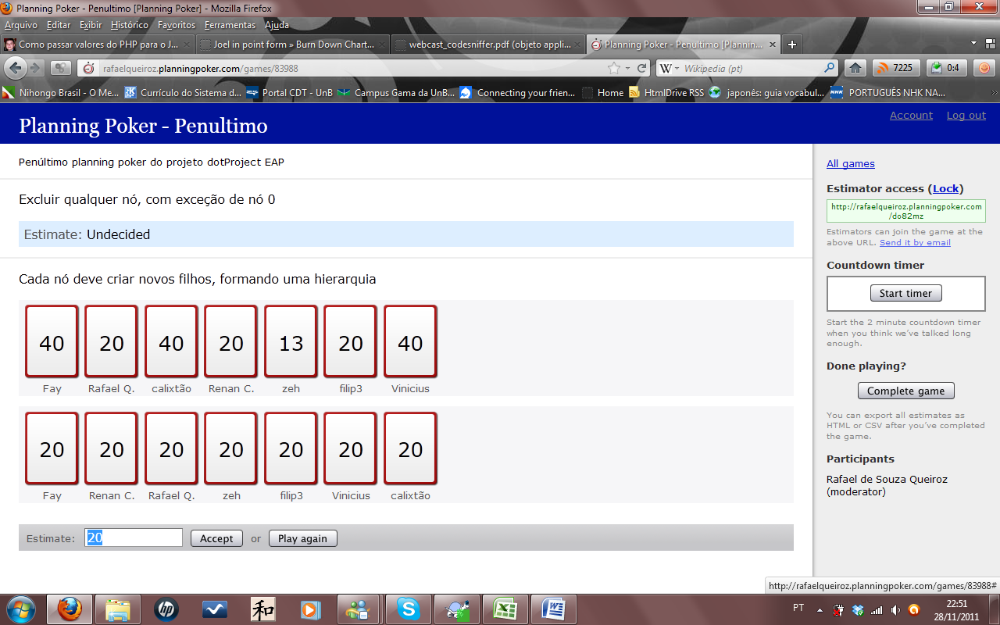 Planning Poker - Penultimo [Planning Poker] - Mozilla Firefox
Arquivo Editar Exibir Histórico Favoritos Ferramentas Ajuda
Como passar valores do PHP para o J... Joel in point form » Burn Down Chart... webcast_codesniffer.pdf (objeto appli... Planning Poker - Penultimo [Plannin...
rafaelqueiroz.planningpoker.com/games/83988 W Wikipedia (pt) 7225 0:4
Nihongo Brasil - O Me... Currículo do Sistema d... Portal CDT - UnB Campus Gama da UnB... Connecting your frien... Home HtmlDrive RSS japonês: guia vocabul... NHK PORTUGUÊS NHK NA...
Planning Poker - Penultimo
Account Log out
Penúltimo planning poker do projeto dotProject EAP
Excluir qualquer nó, com exceção de nó 0
Estimate: Undecided
Cada nó deve criar novos filhos, formando uma hierarquia
40 20 40 20 13 20 40
Fay Rafael Q. calixtão Renan C. zeh filip3 Vinicius
20 20 20 20 20 20 20
Fay Renan C. Rafael Q. zeh filip3 Vinicius calixtão
Estimate: 20 Accept or Play again
All games
Estimator access (Lock)
http://rafaelqueiroz.planningpoker.com
/do82mz
Estimators can join the game at the
above URL. Send it by email
Countdown timer
Start timer
Start the 2 minute countdown timer
when you think we've talked long
enough.
Done playing?
Complete game
You can export all estimates as
HTML or CSV after you've completed
the game.
Participants
Rafael de Souza Queiroz
(moderator)
http://rafaelqueiroz.planningpoker.com/games/83988#
hp 和 S X W PT 22:51
28/11/2011